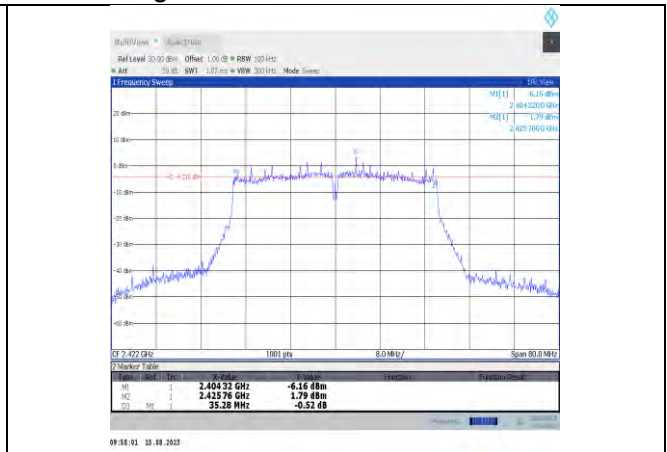 MultiView Spectrum
Ref Level 30.00 dBm Offset 1.00 dB RBW 100 kHz
Att 30 dB SWT 1.07 ms VBW 300 kHz Mode Sweep
1 Frequency Sweep 1Pk View
M1[1] -6.16 dBm
2.4043200 GHz
M2[1] 1.79 dBm
2.4257600 GHz
20 dBm
10 dBm
0 dBm
-10 dBm
-20 dBm
-30 dBm
-40 dBm
-50 dBm
-60 dBm
CF 2.422 GHz 1001 pts 8.0 MHz/ Span 80.0 MHz
2 Marker Table
Type Ref Trc X-Value Y-Value Function Function Result
M1 1 2.404 32 GHz -6.16 dBm
M2 1 2.425 76 GHz 1.79 dBm
D3 M1 1 35.28 MHz -0.52 dB
09:58:01 15.08.2023